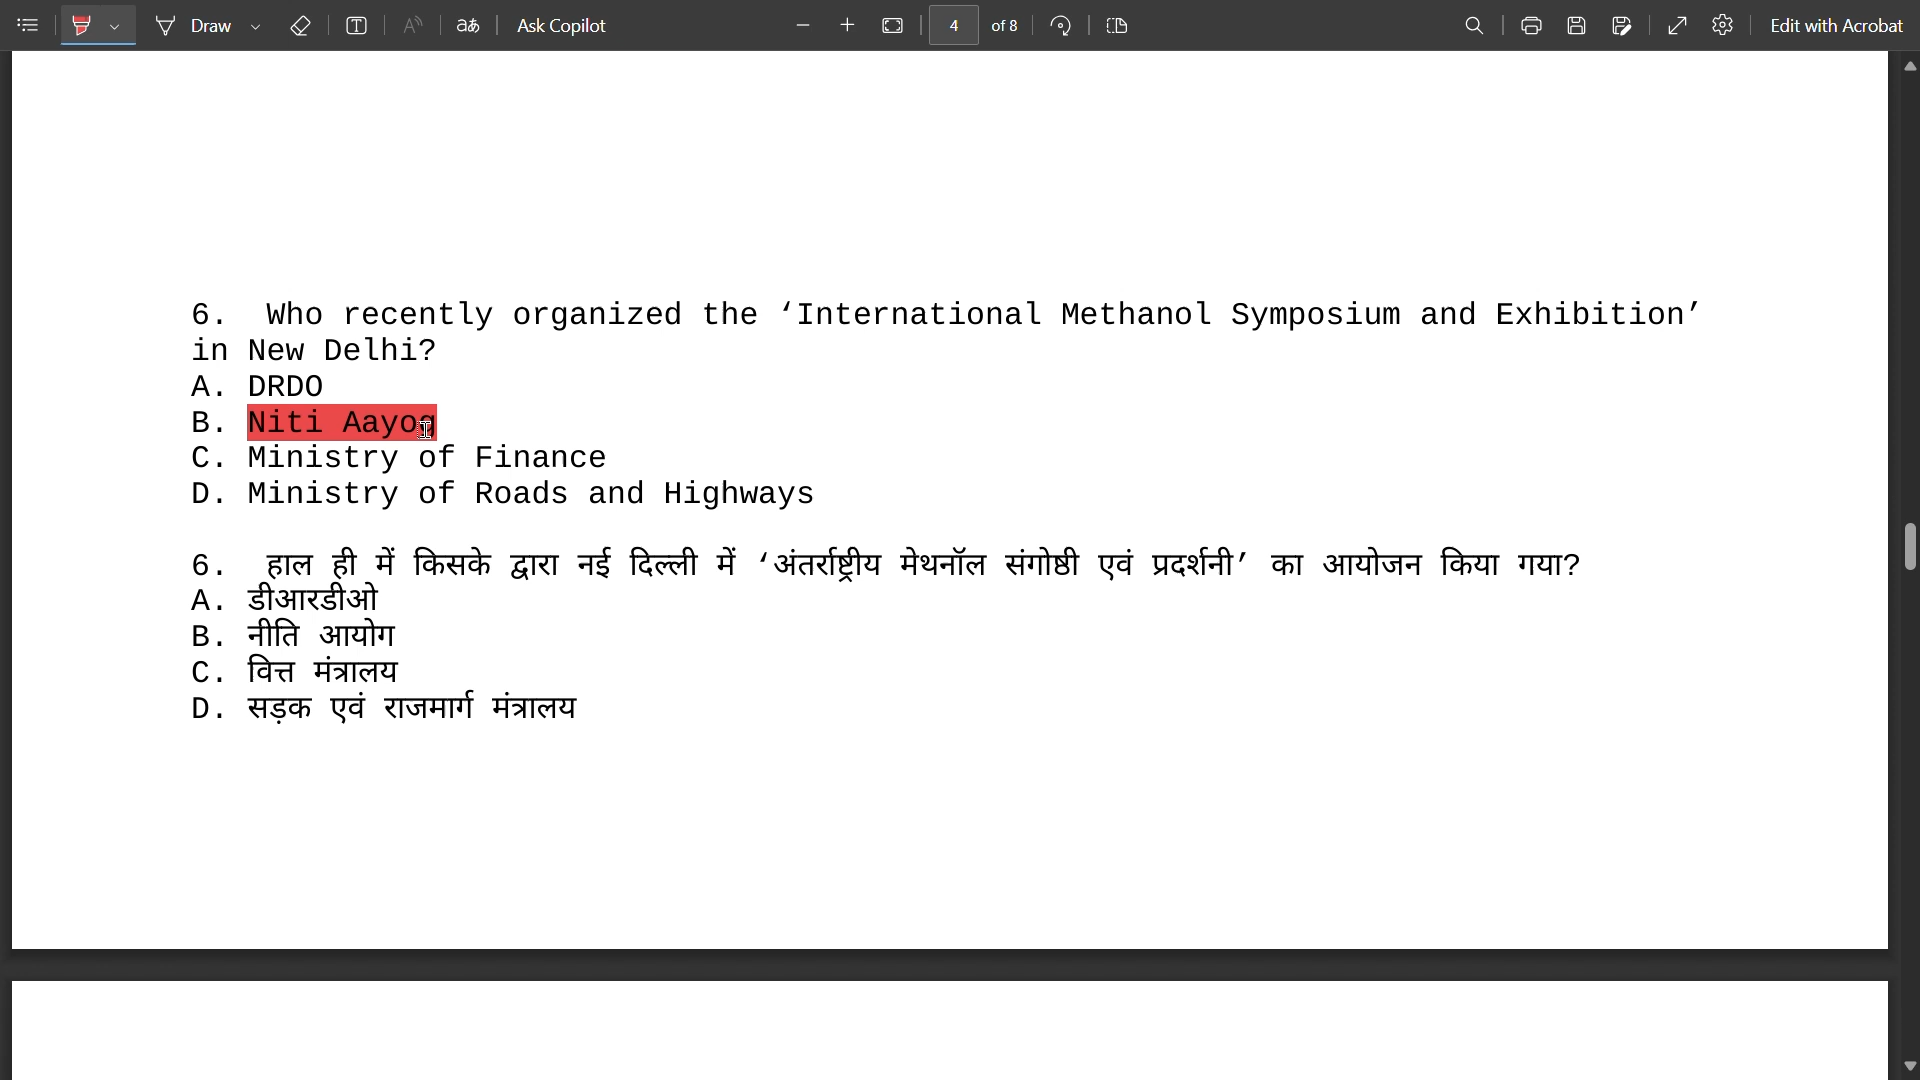 Draw
aあ
Ask Copilot
4 of 8
Edit with Acrobat
6. Who recently organized the ‘International Methanol Symposium and Exhibition’
in New Delhi?
A. DRDO
B. Niti Aayog
C. Ministry of Finance
D. Ministry of Roads and Highways
6. हाल ही में किसके द्वारा नई दिल्ली में ‘अंतर्राष्ट्रीय मेथनॉल संगोष्ठी एवं प्रदर्शनी’ का आयोजन किया गया?
A. डीआरडीओ
B. नीति आयोग
C. वित्त मंत्रालय
D. सड़क एवं राजमार्ग मंत्रालय